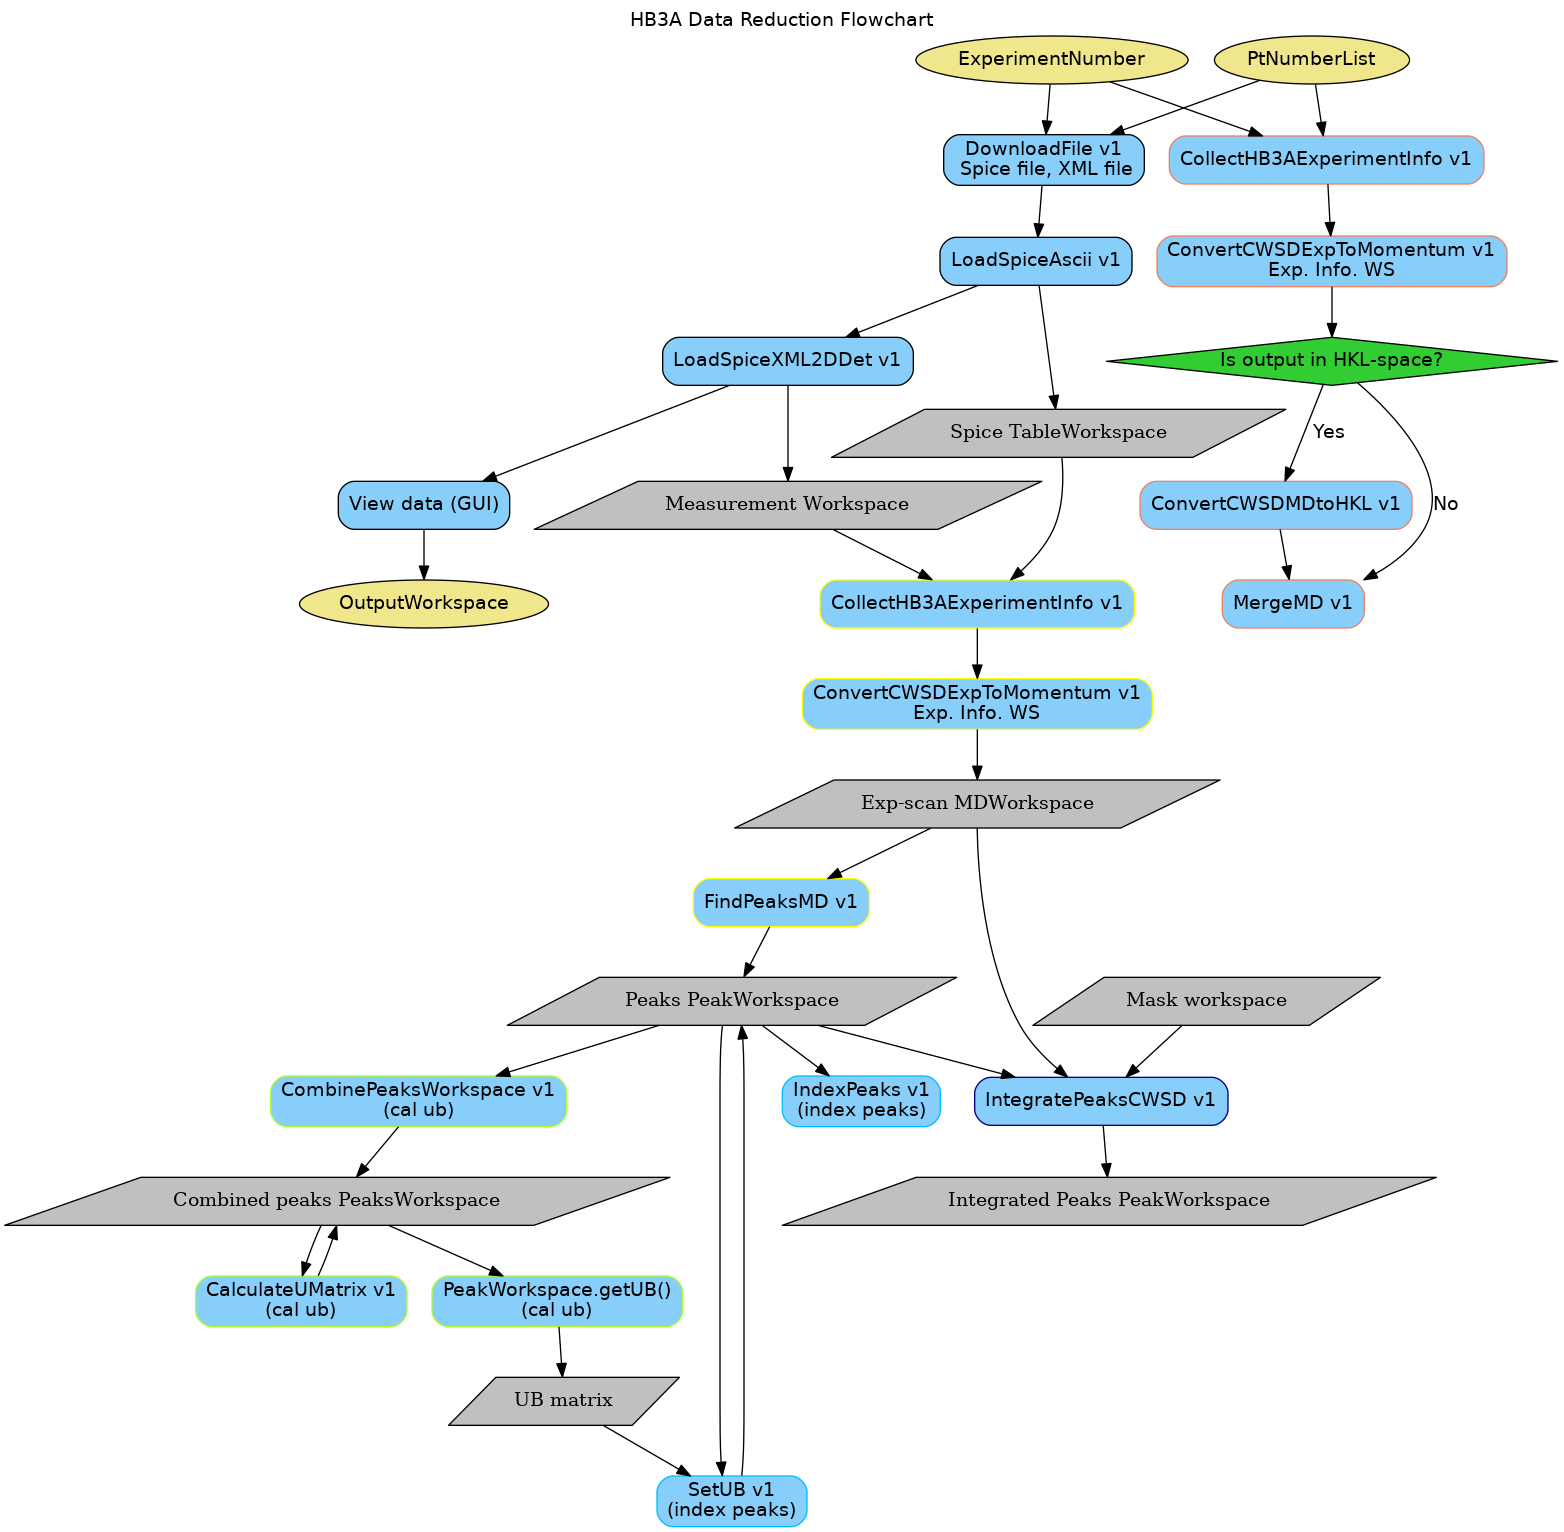 HB3A Data Reduction Flowchart
ExperimentNumber
PtNumberList
DownloadFile v1
Spice file, XML file
CollectHB3AExperimentInfo v1
LoadSpiceAscii v1
ConvertCWSDExpToMomentum v1
Exp. Info. WS
LoadSpiceXML2DDet v1
Is output in HKL-space?
Spice TableWorkspace
Yes
View data (GUI)
Measurement Workspace
ConvertCWSDMDtoHKL v1
No
OutputWorkspace
CollectHB3AExperimentInfo v1
MergeMD v1
ConvertCWSDExpToMomentum v1
Exp. Info. WS
Exp-scan MDWorkspace
FindPeaksMD v1
Peaks PeakWorkspace
Mask workspace
CombinePeaksWorkspace v1
(cal ub)
IndexPeaks v1
(index peaks)
IntegratePeaksCWSD v1
Combined peaks PeaksWorkspace
Integrated Peaks PeakWorkspace
CalculateUMatrix v1
(cal ub)
PeakWorkspace.getUB()
(cal ub)
UB matrix
SetUB v1
(index peaks)